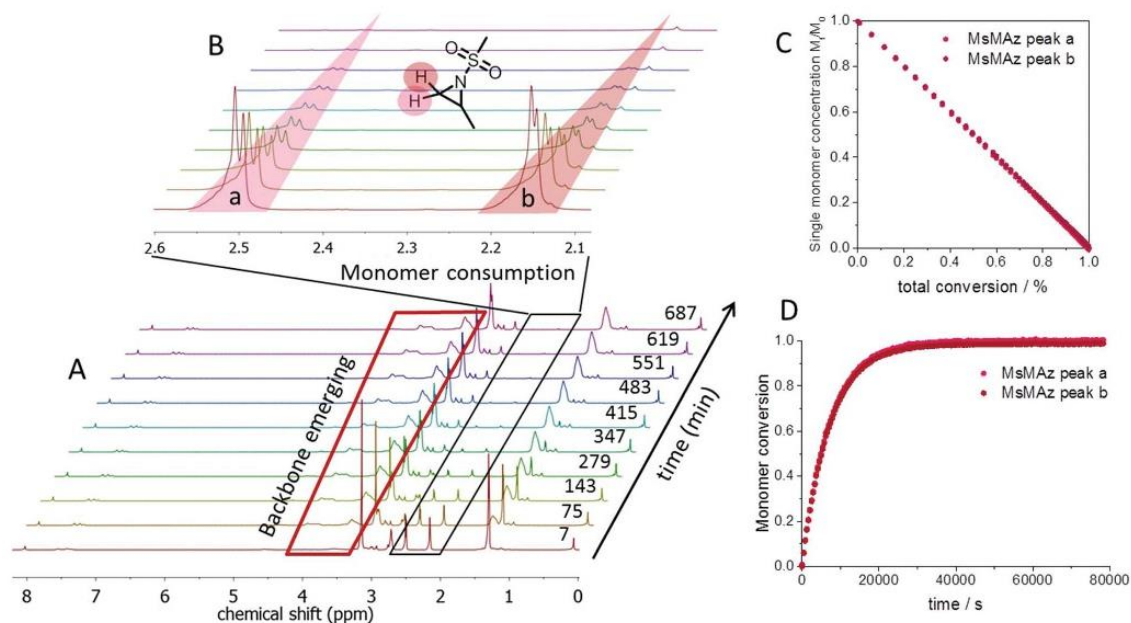 B
O
S
O
H
N
H
a
b
2.6 2.5 2.4 2.3 2.2 2.1
Monomer consumption
A
Backbone emerging
687
619
551
483
415
347
279
143
75
7
time (min)
8 7 6 5 4 3 2 1 0
chemical shift (ppm)
C
MsMAz peak a
MsMAz peak b
Single monomer concentration Mₜ/M₀
1.0
0.8
0.6
0.4
0.2
0.0
0.0 0.2 0.4 0.6 0.8 1.0
total conversion / %
D
MsMAz peak a
MsMAz peak b
Monomer conversion
1.0
0.8
0.6
0.4
0.2
0.0
0 20000 40000 60000 80000
time / s